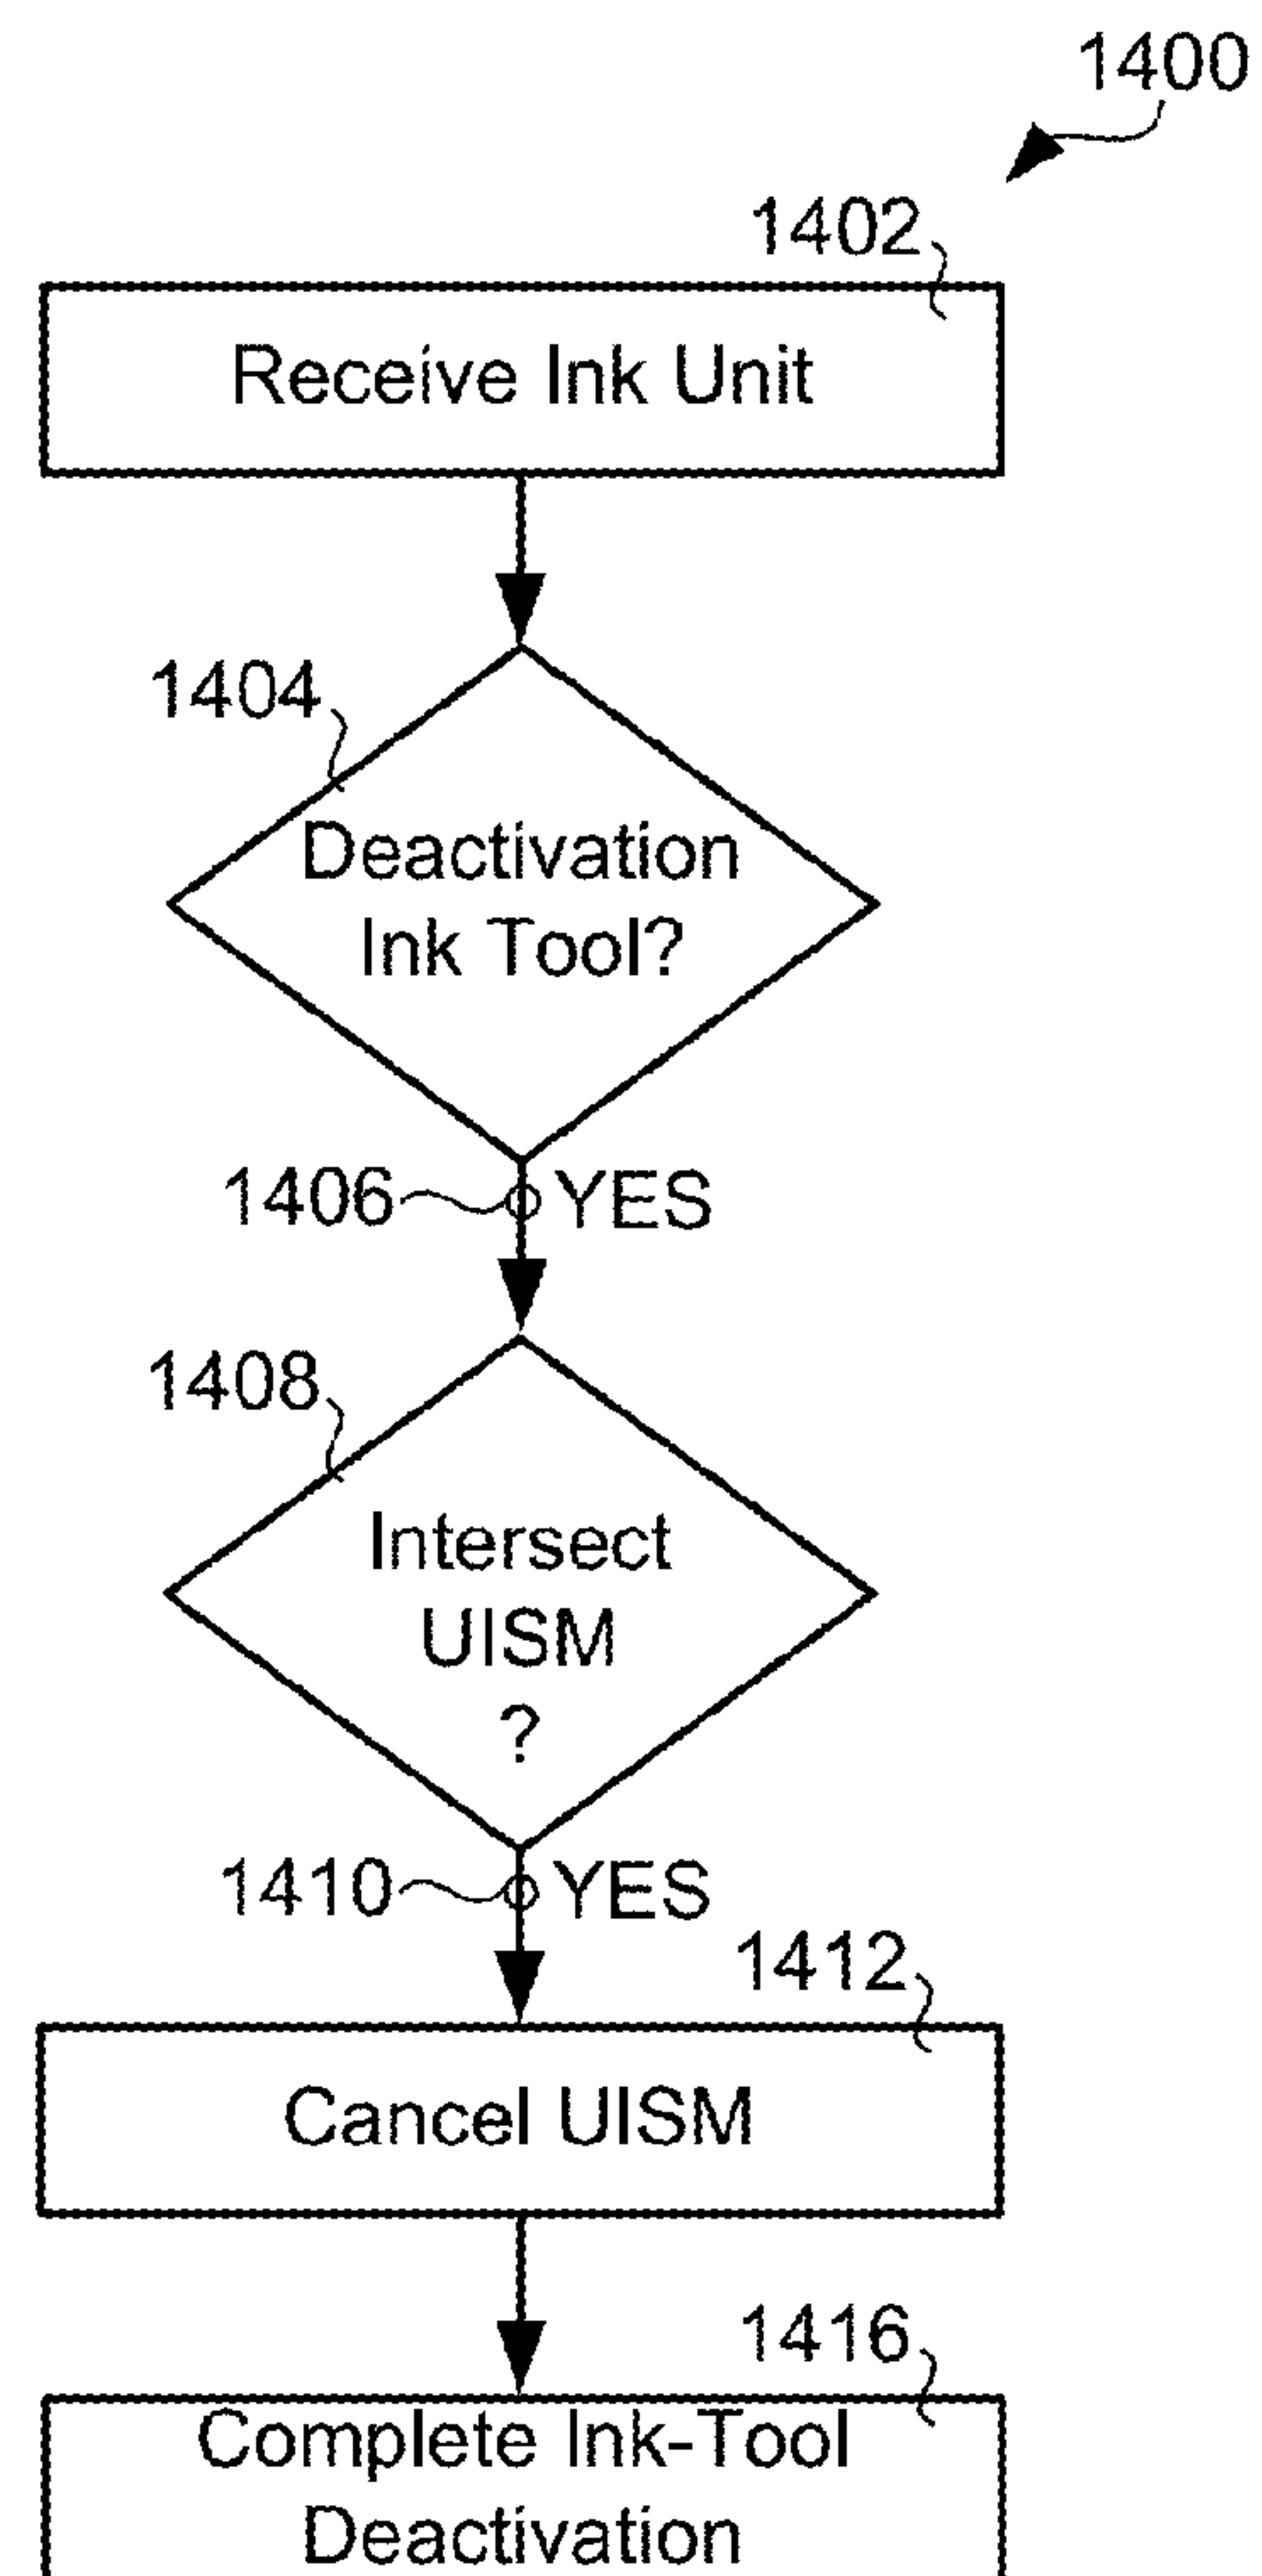 1400
1402
Receive Ink Unit
1404
Deactivation
Ink Tool?
1406
YES
1408
Intersect
UISM
?
1410
YES
1412
Cancel UISM
1416
Complete Ink-Tool
Deactivation